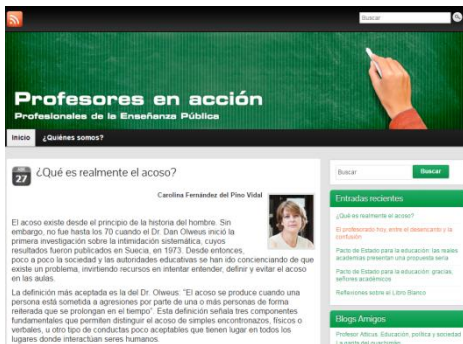 Buscar
Profesores en acción
Profesionales de la Enseñanza Pública
Inicio
¿Quiénes somos?
27
¿Qué es realmente el acoso?
Carolina Fernández del Pino Vidal
El acoso existe desde el principio de la historia del hombre. Sin
embargo, no fue hasta los 70 cuando el Dr. Dan Olweus inició la
primera investigación sobre la intimidación sistemática, cuyos
resultados fueron publicados en Suecia, en 1973. Desde entonces,
poco a poco la sociedad y las autoridades educativas se han ido concienciando de que
existe un problema, invirtiendo recursos en intentar entender, definir y evitar el acoso
en las aulas.
La definición más aceptada es la del Dr. Olweus: "El acoso se produce cuando una
persona está sometida a agresiones por parte de una o más personas de forma
reiterada que se prolongan en el tiempo". Esta definición señala tres componentes
fundamentales que permiten distinguir el acoso de simples encontronazos, físicos o
verbales, u otro tipo de conductas poco aceptables que tienen lugar en todos los
lugares donde interactúan seres humanos.
Buscar
Buscar
Entradas recientes
¿Qué es realmente el acoso?
El profesorado hoy, entre el desencanto y la
confusión
Pacto de Estado para la educación: las reales
academias presentan una propuesta seria
Pacto de Estado para la educación: gracias,
señores académicos
Reflexiones sobre el Libro Blanco
Blogs Amigos
Profesor Atticus. Educación, política y sociedad